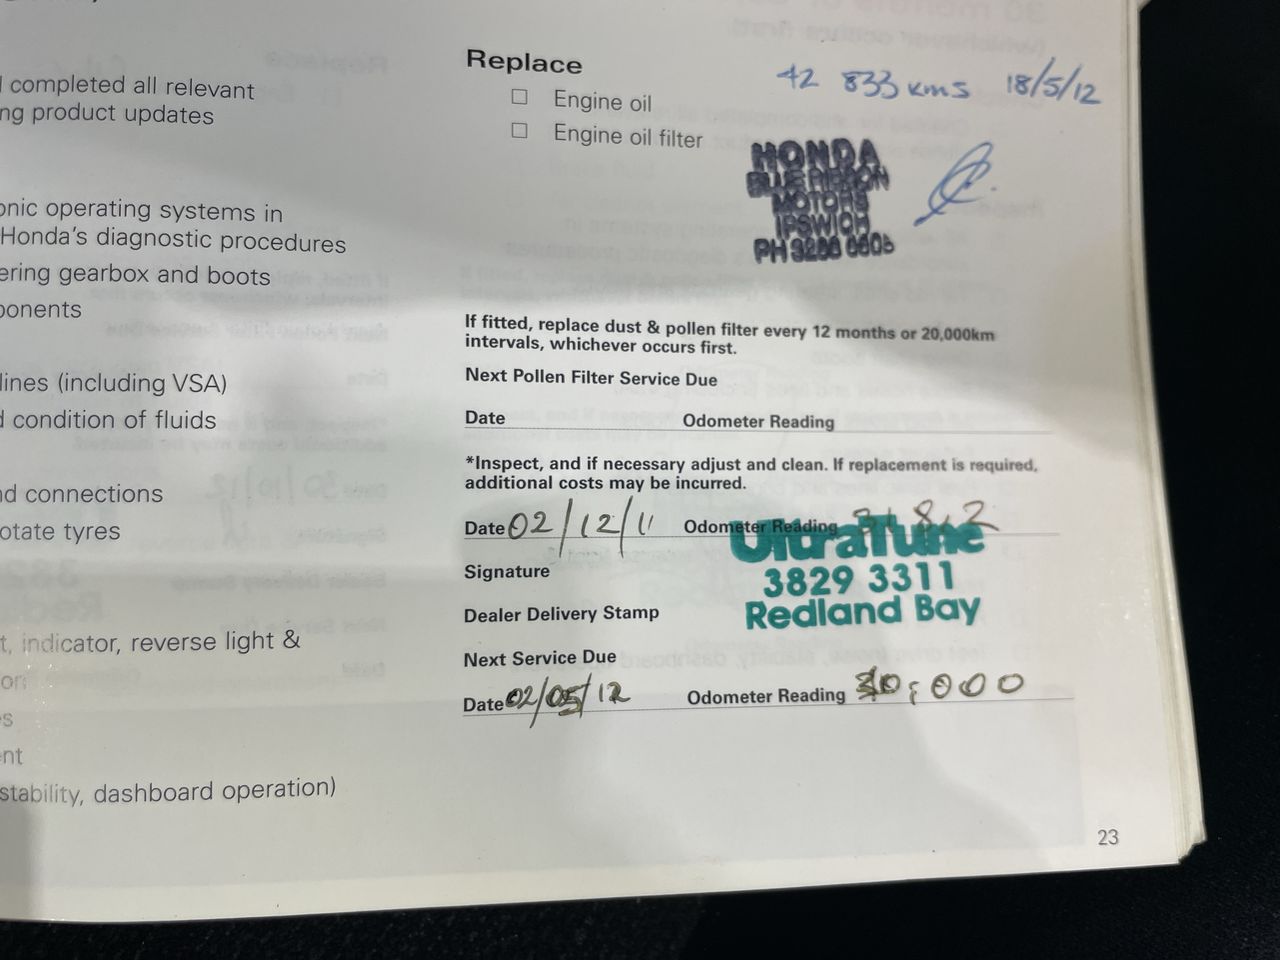 completed all relevant
ng product updates
onic operating systems in
Honda's diagnostic procedures
ering gearbox and boots
ponents
lines (including VSA)
condition of fluids
nd connections
otate tyres
t, indicator, reverse light &
stability, dashboard operation)
Replace
Engine oil
Engine oil filter
42 833 kms 18/5/12
HONDA
BLUE RIBBON
MOTORS
IPSWICH
PH
If fitted, replace dust & pollen filter every 12 months or 20,000km
intervals, whichever occurs first.
Next Pollen Filter Service Due
Date Odometer Reading
*Inspect, and if necessary adjust and clean. If replacement is required,
additional costs may be incurred.
Date 02/12/11 Odometer Reading
UltraTune
3829 3311
Redland Bay
Signature
Dealer Delivery Stamp
Next Service Due
Date 02/05/12 Odometer Reading
23